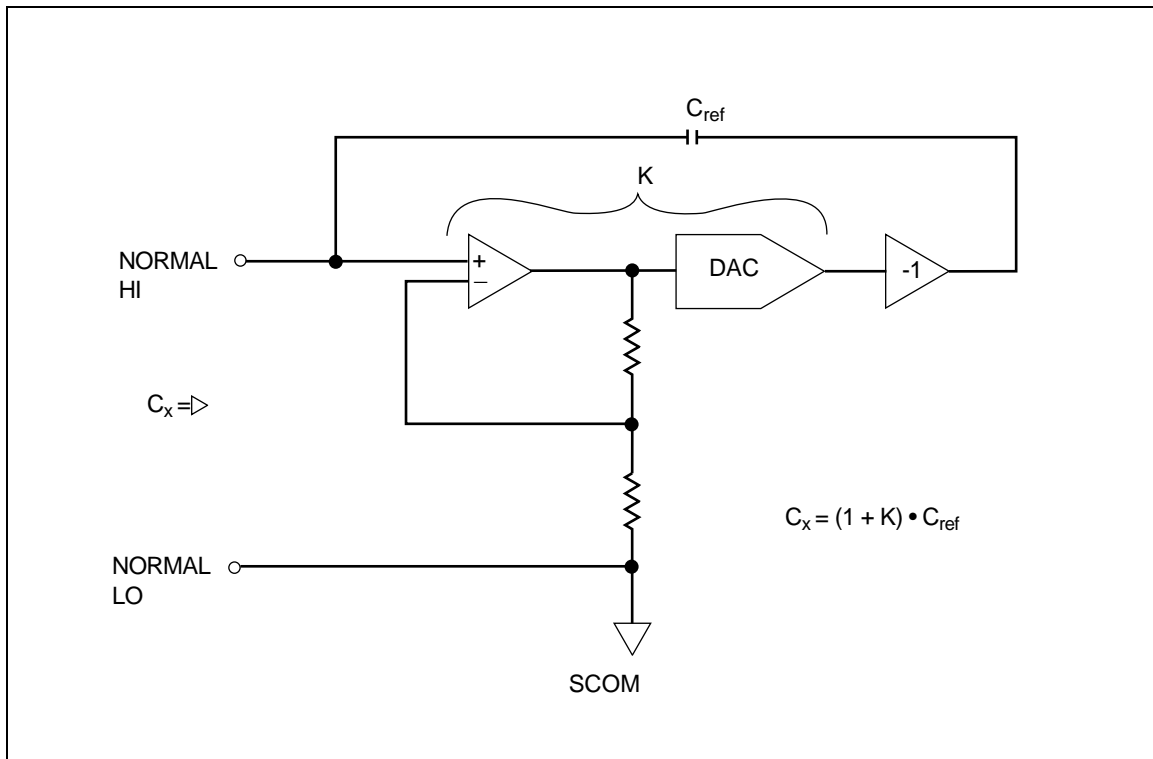 C_ref
K
NORMAL
HI
+
−
DAC
-1
C_x =▷
C_x = (1 + K) • C_ref
NORMAL
LO
SCOM